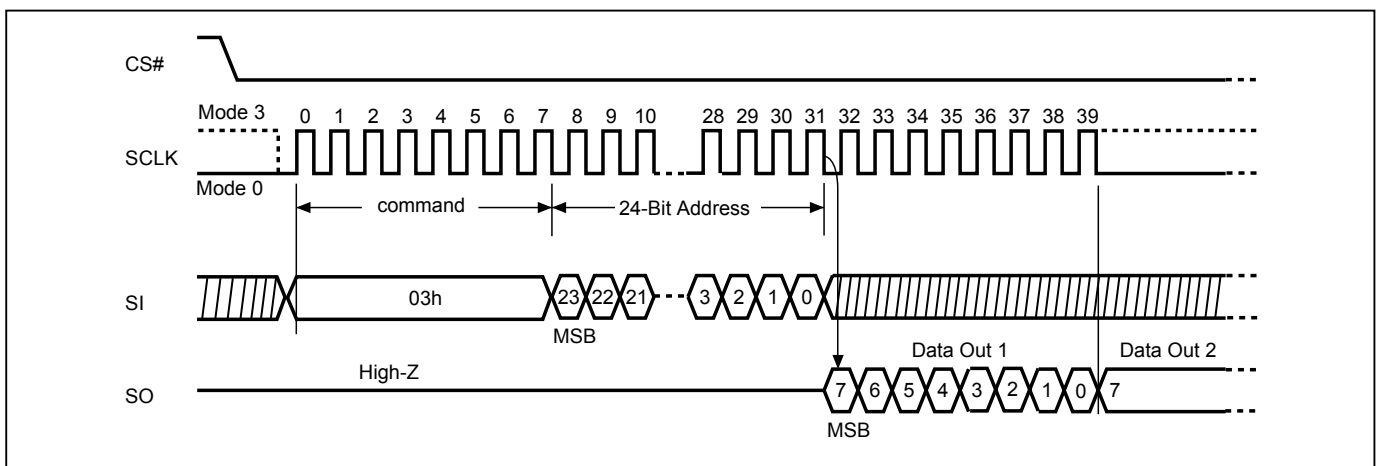 CS#
Mode 3 0 1 2 3 4 5 6 7 8 9 10 28 29 30 31 32 33 34 35 36 37 38 39
SCLK
Mode 0
command 24-Bit Address
SI 03h 23 22 21 3 2 1 0
MSB
Data Out 1 Data Out 2
High-Z
SO 7 6 5 4 3 2 1 0 7
MSB